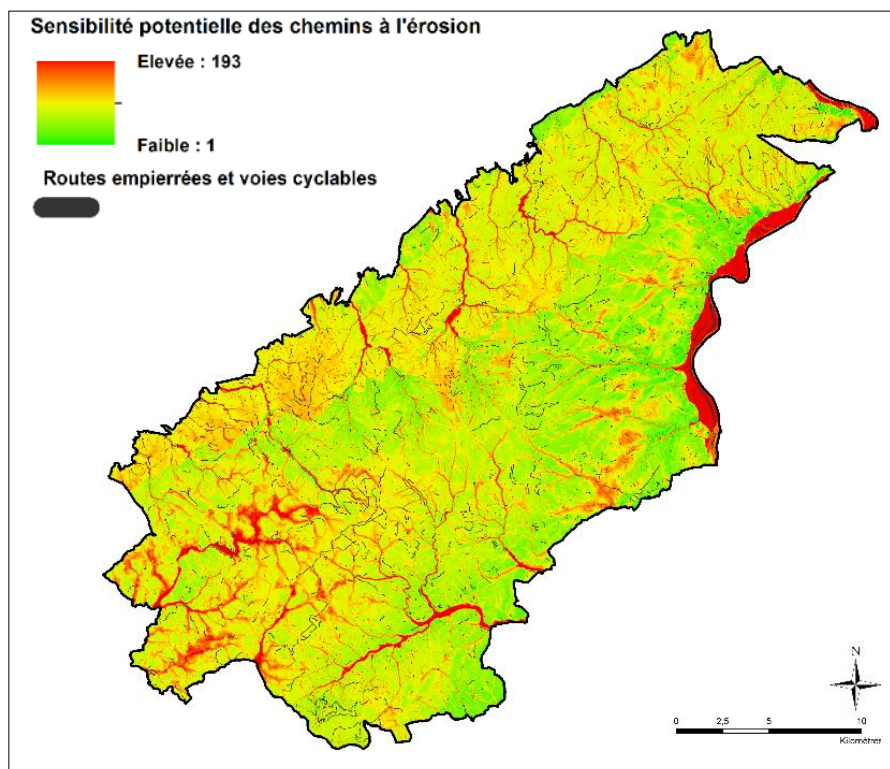 Sensibilité potentielle des chemins à l'érosion
Elevée : 193
Faible : 1
Routes empierrées et voies cyclables
N
0 2,5 5 10
Kilomètres